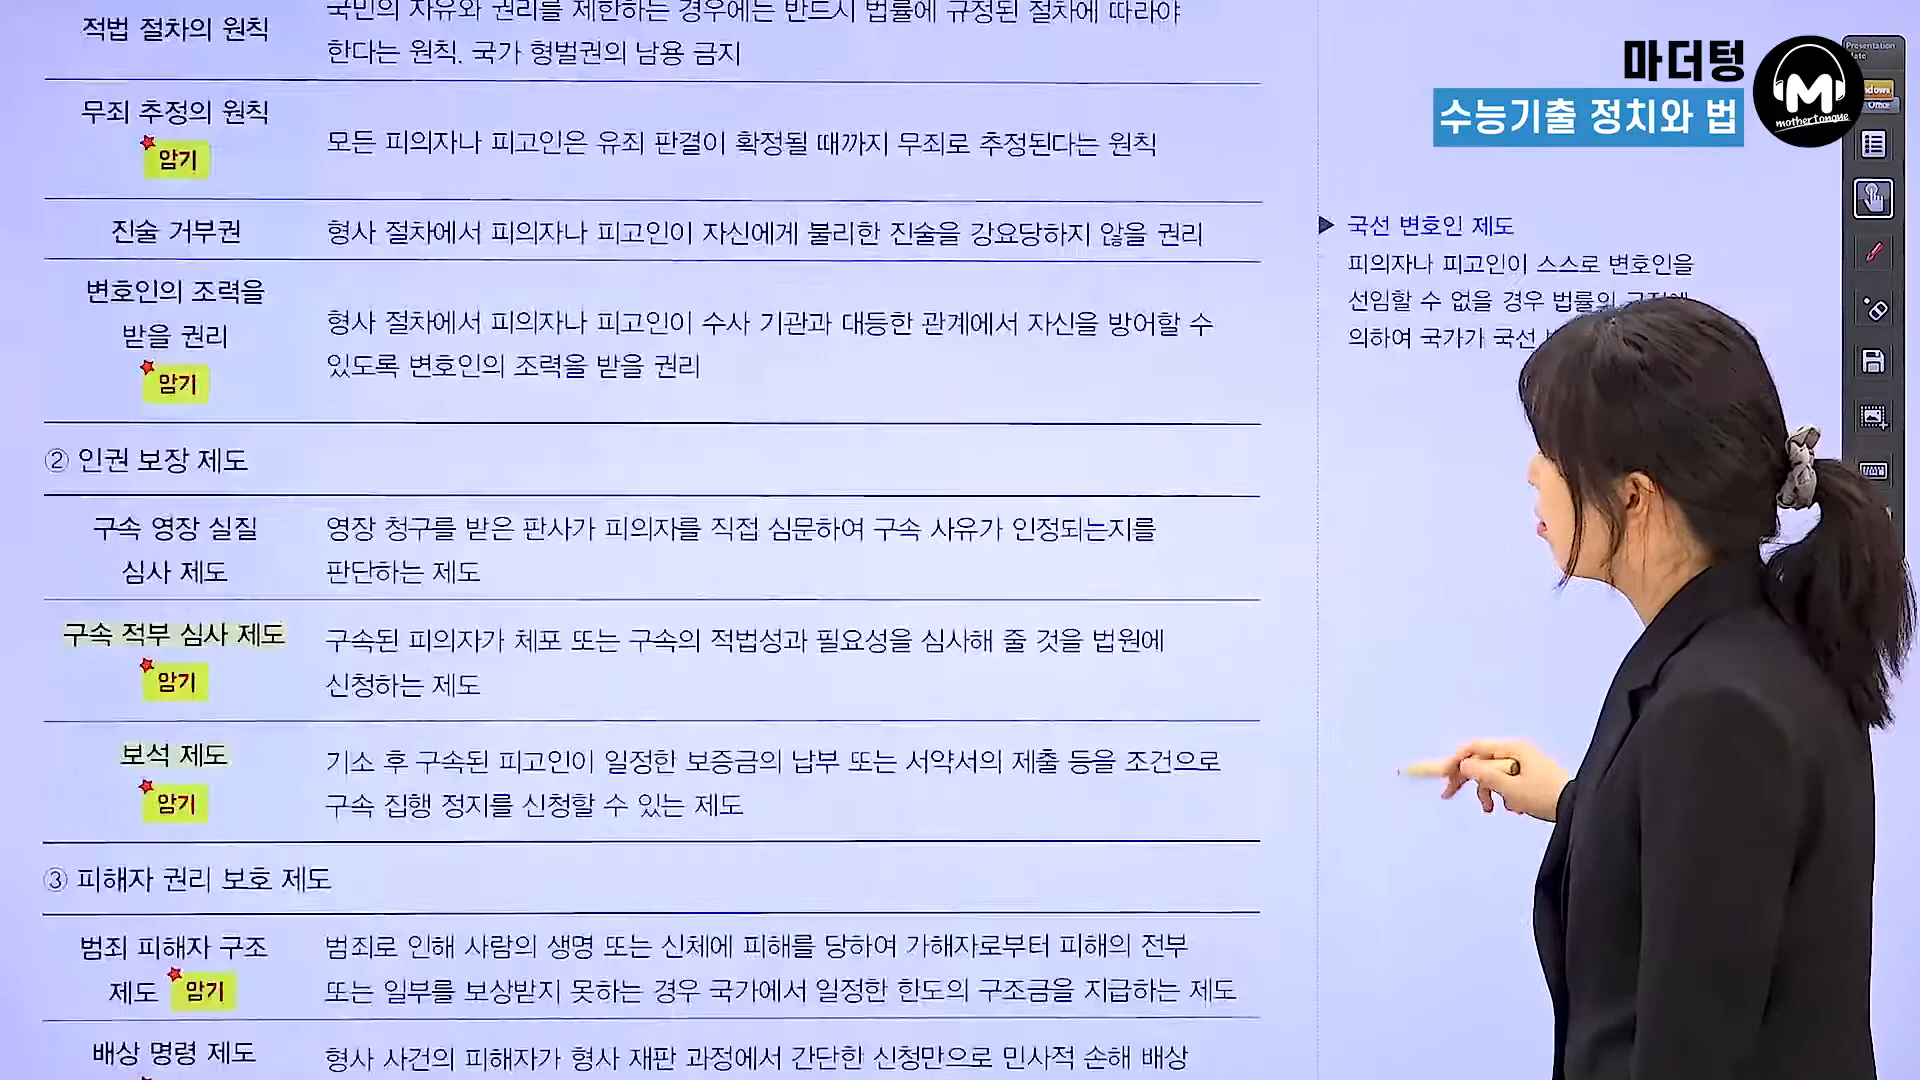 적법 절차의 원칙
국민의 자유와 권리를 제한하는 경우에는 반드시 법률에 규정된 절차에 따라야
한다는 원칙. 국가 형벌권의 남용 금지
무죄 추정의 원칙
암기
모든 피의자나 피고인은 유죄 판결이 확정될 때까지 무죄로 추정된다는 원칙
진술 거부권
형사 절차에서 피의자나 피고인이 자신에게 불리한 진술을 강요당하지 않을 권리
변호인의 조력을
받을 권리
암기
형사 절차에서 피의자나 피고인이 수사 기관과 대등한 관계에서 자신을 방어할 수
있도록 변호인의 조력을 받을 권리
② 인권 보장 제도
구속 영장 실질
심사 제도
영장 청구를 받은 판사가 피의자를 직접 심문하여 구속 사유가 인정되는지를
판단하는 제도
구속 적부 심사 제도
암기
구속된 피의자가 체포 또는 구속의 적법성과 필요성을 심사해 줄 것을 법원에
신청하는 제도
보석 제도
암기
기소 후 구속된 피고인이 일정한 보증금의 납부 또는 서약서의 제출 등을 조건으로
구속 집행 정지를 신청할 수 있는 제도
③ 피해자 권리 보호 제도
범죄 피해자 구조
제도 암기
범죄로 인해 사람의 생명 또는 신체에 피해를 당하여 가해자로부터 피해의 전부
또는 일부를 보상받지 못하는 경우 국가에서 일정한 한도의 구조금을 지급하는 제도
배상 명령 제도
형사 사건의 피해자가 형사 재판 과정에서 간단한 신청만으로 민사적 손해 배상
마더텅
수능기출 정치와 법
M
mothertongue
Presentation
▶ 국선 변호인 제도
피의자나 피고인이 스스로 변호인을
선임할 수 없을 경우 법률의
의하여 국가가 국선